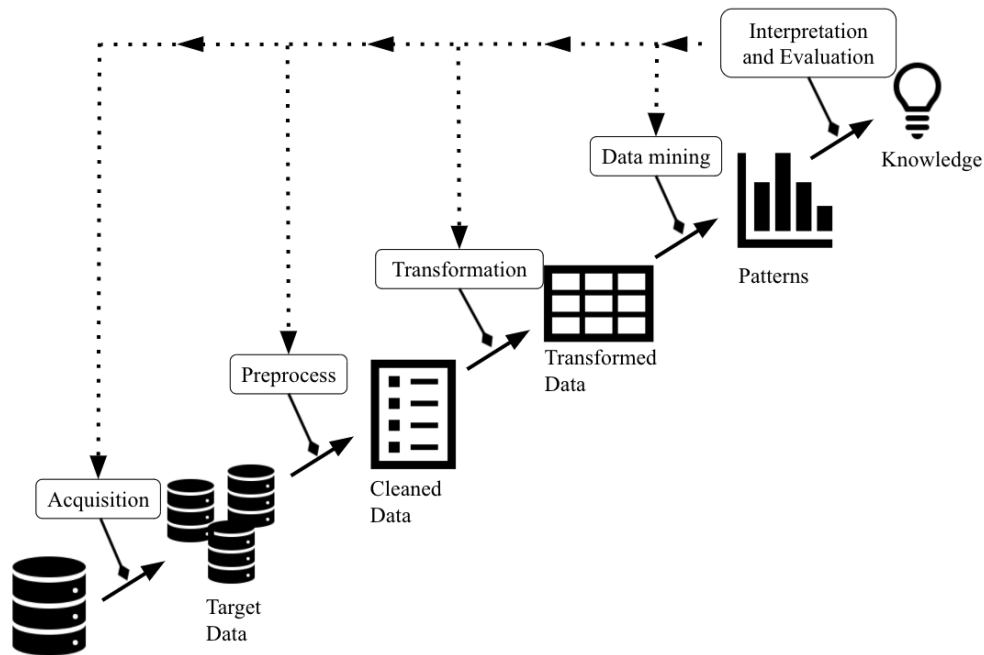 Interpretation
and Evaluation
Knowledge
Data mining
Patterns
Transformation
Transformed
Data
Preprocess
Cleaned
Data
Acquisition
Target
Data